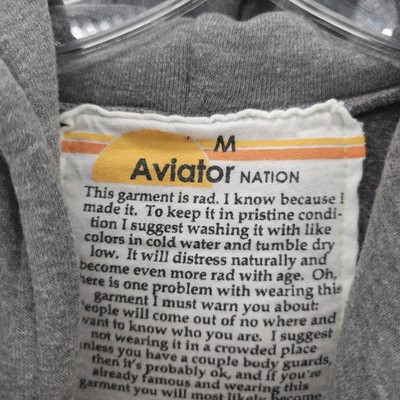 M
Aviator NATION
This garment is rad. I know because I
made it. To keep it in pristine condi-
tion I suggest washing it with like
colors in cold water and tumble dry
low. It will distress naturally and
become even more rad with age. Oh,
here is one problem with wearing this
garment I must warn you about:
People will come out of no where and
want to know who you are. I suggest
not wearing it in a crowded place
unless you have a couple body guards,
then it's probably ok, and if you're
already famous and wearing this
garment you will most likely become